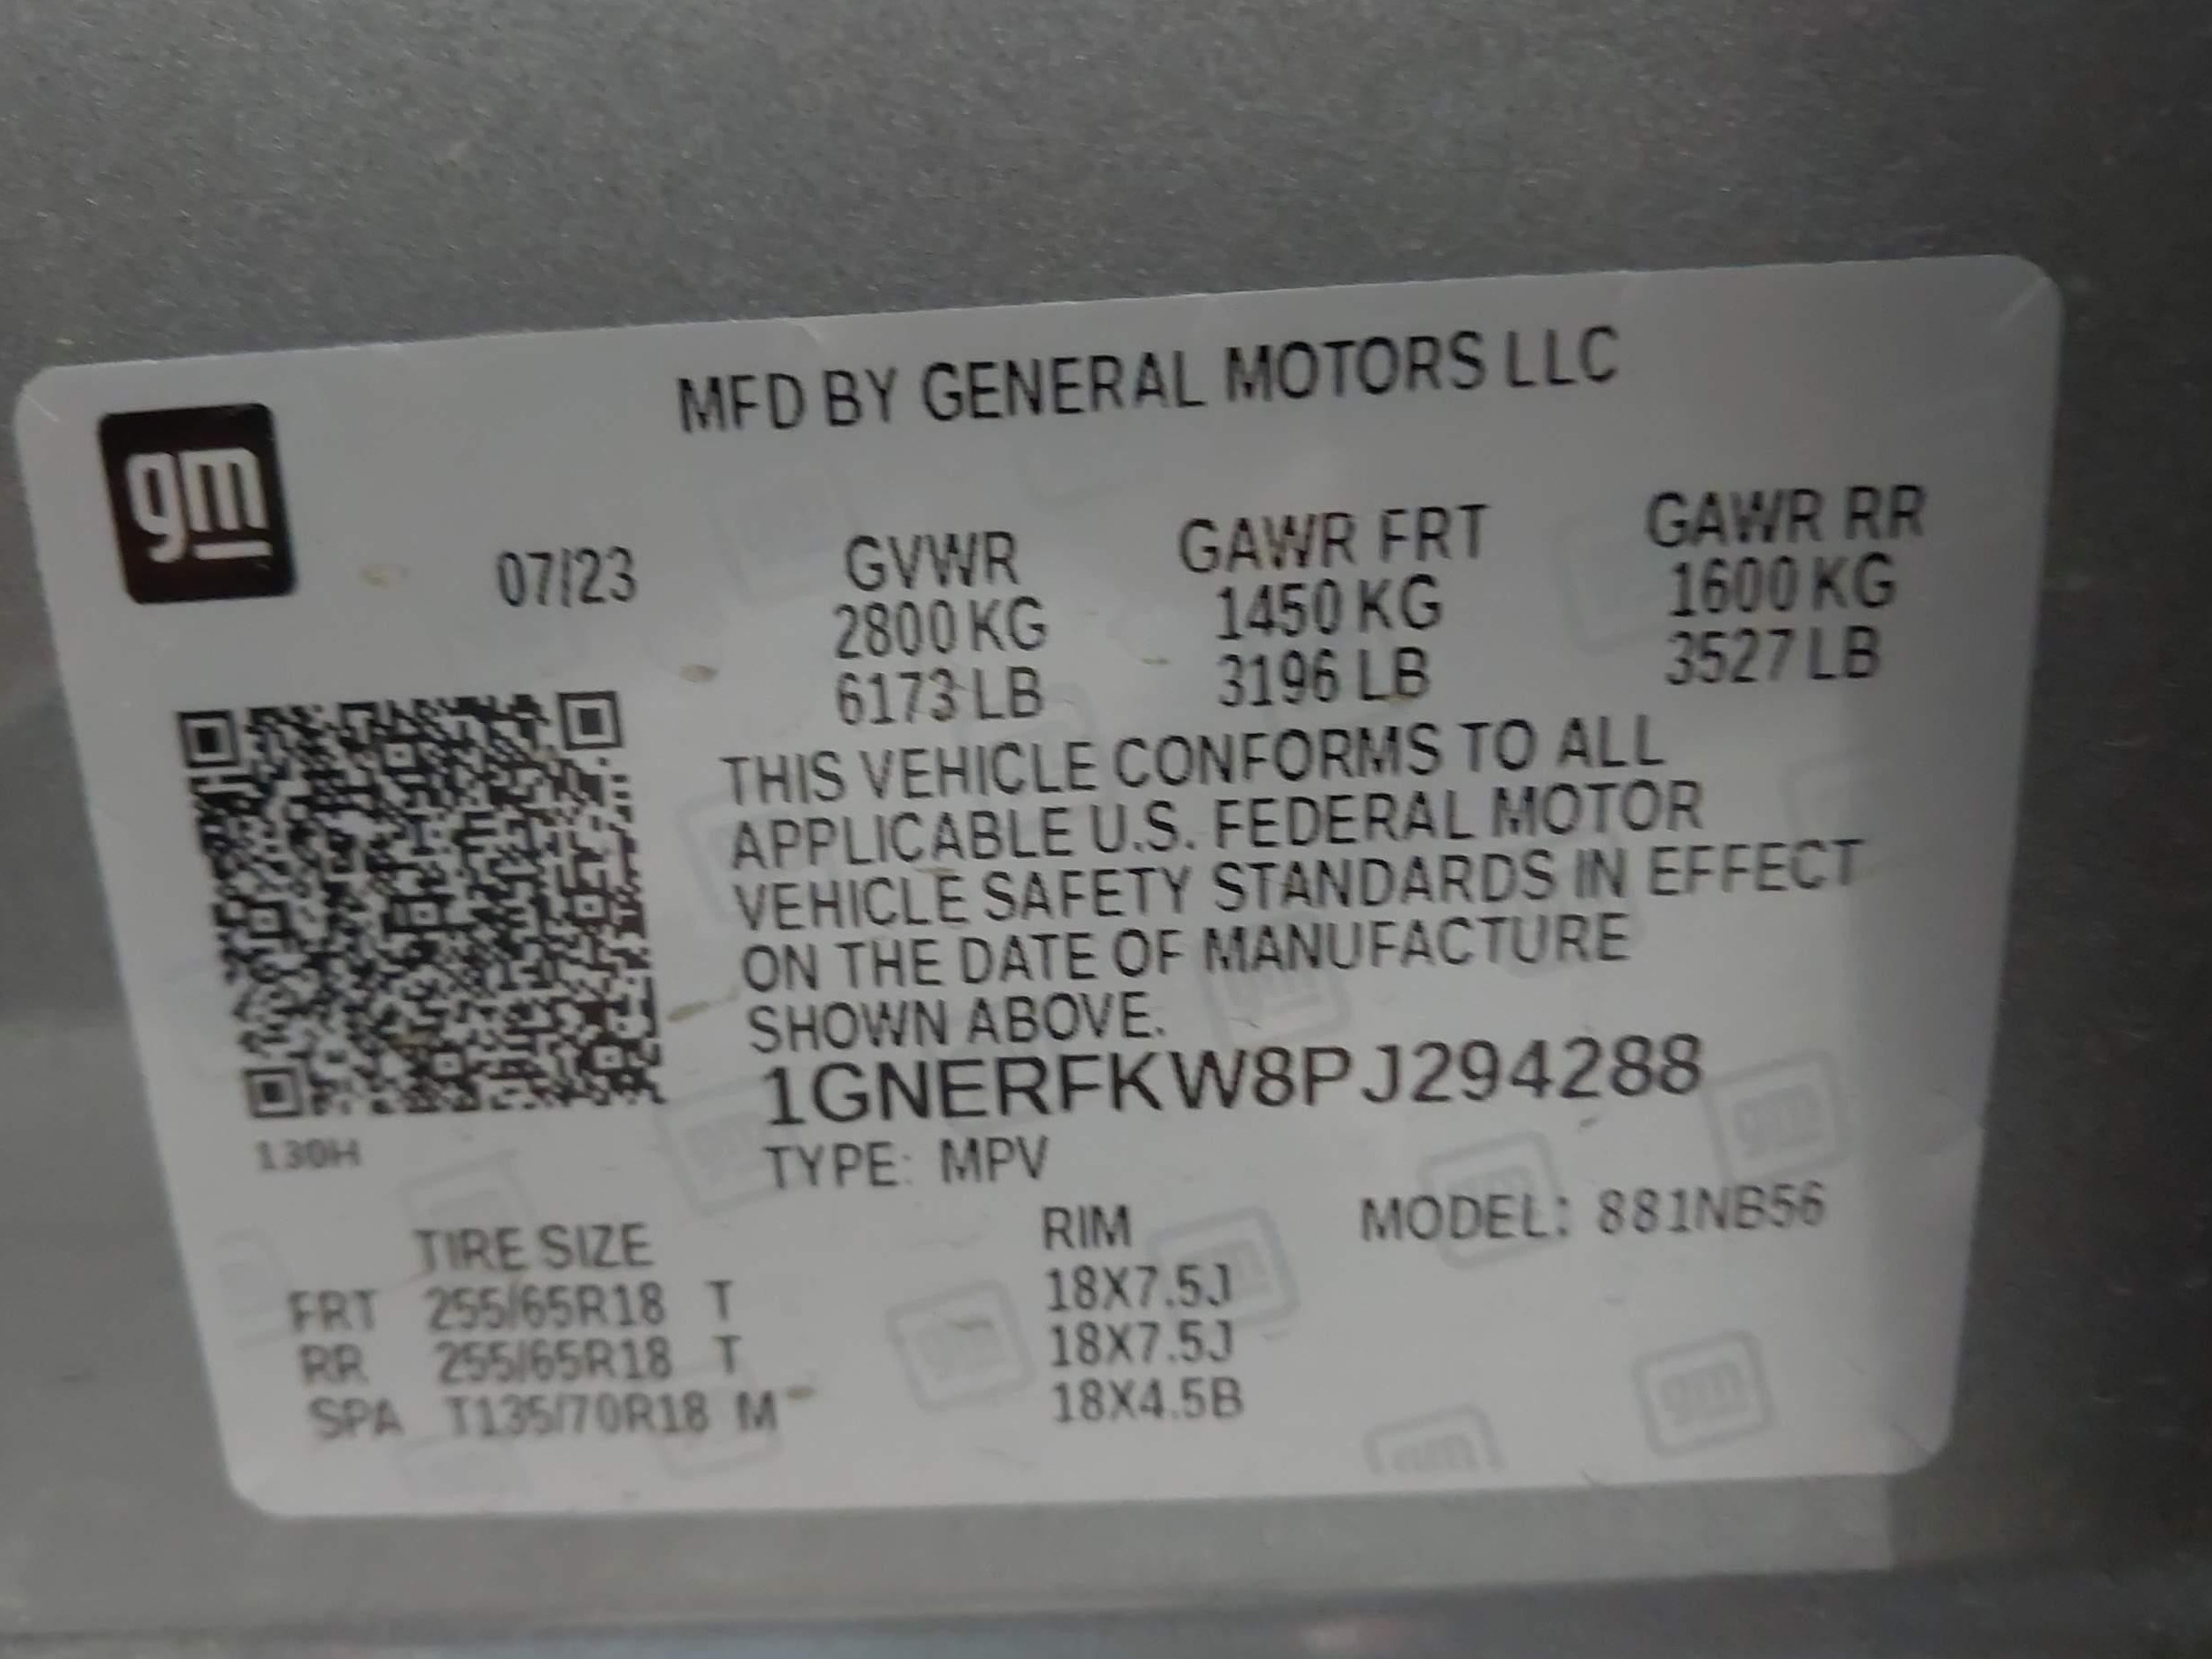 MFD BY GENERAL MOTORS LLC
gm
07/23 GVWR GAWR FRT GAWR RR
2800 KG 1450 KG 1600 KG
6173 LB 3196 LB 3527 LB
THIS VEHICLE CONFORMS TO ALL
APPLICABLE U.S. FEDERAL MOTOR
VEHICLE SAFETY STANDARDS IN EFFECT
ON THE DATE OF MANUFACTURE
SHOWN ABOVE.
1GNERFKW8PJ294288
130H
TYPE: MPV
TIRE SIZE RIM MODEL: 881NB56
FRT 255/65R18 T 18X7.5J
RR 255/65R18 T 18X7.5J
SPA T135/70R18 M 18X4.5B